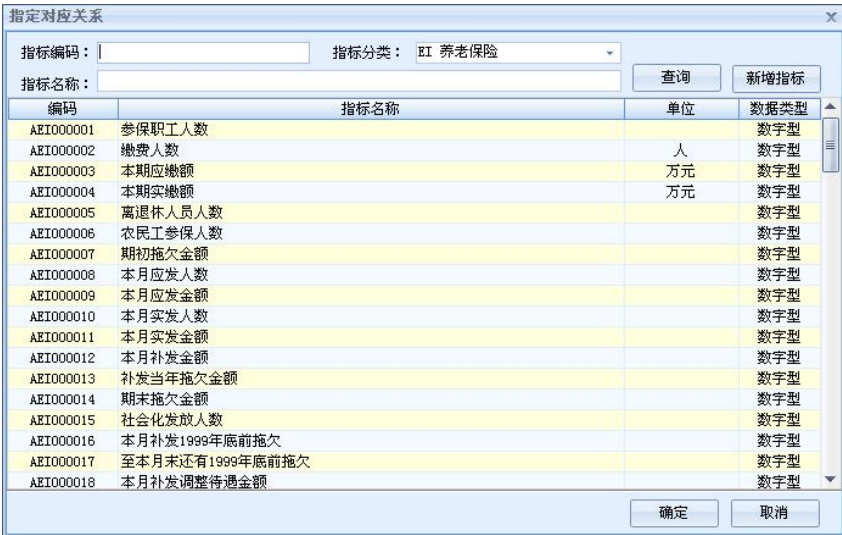 指定对应关系
指标编码： 指标分类： EI 养老保险
指标名称： 查询 新增指标
编码 指标名称 单位 数据类型
AEI000001 参保职工人数 数字型
AEI000002 缴费人数 人 数字型
AEI000003 本期应缴额 万元 数字型
AEI000004 本期实缴额 万元 数字型
AEI000005 离退休人员人数 数字型
AEI000006 农民工参保人数 数字型
AEI000007 期初拖欠金额 数字型
AEI000008 本月应发人数 数字型
AEI000009 本月应发金额 数字型
AEI000010 本月实发人数 数字型
AEI000011 本月实发金额 数字型
AEI000012 本月补发金额 数字型
AEI000013 补发当年拖欠金额 数字型
AEI000014 期末拖欠金额 数字型
AEI000015 社会化发放人数 数字型
AEI000016 本月补发1999年底前拖欠 数字型
AEI000017 至本月末还有1999年底前拖欠 数字型
AEI000018 本月补发调整待遇金额 数字型
确定 取消